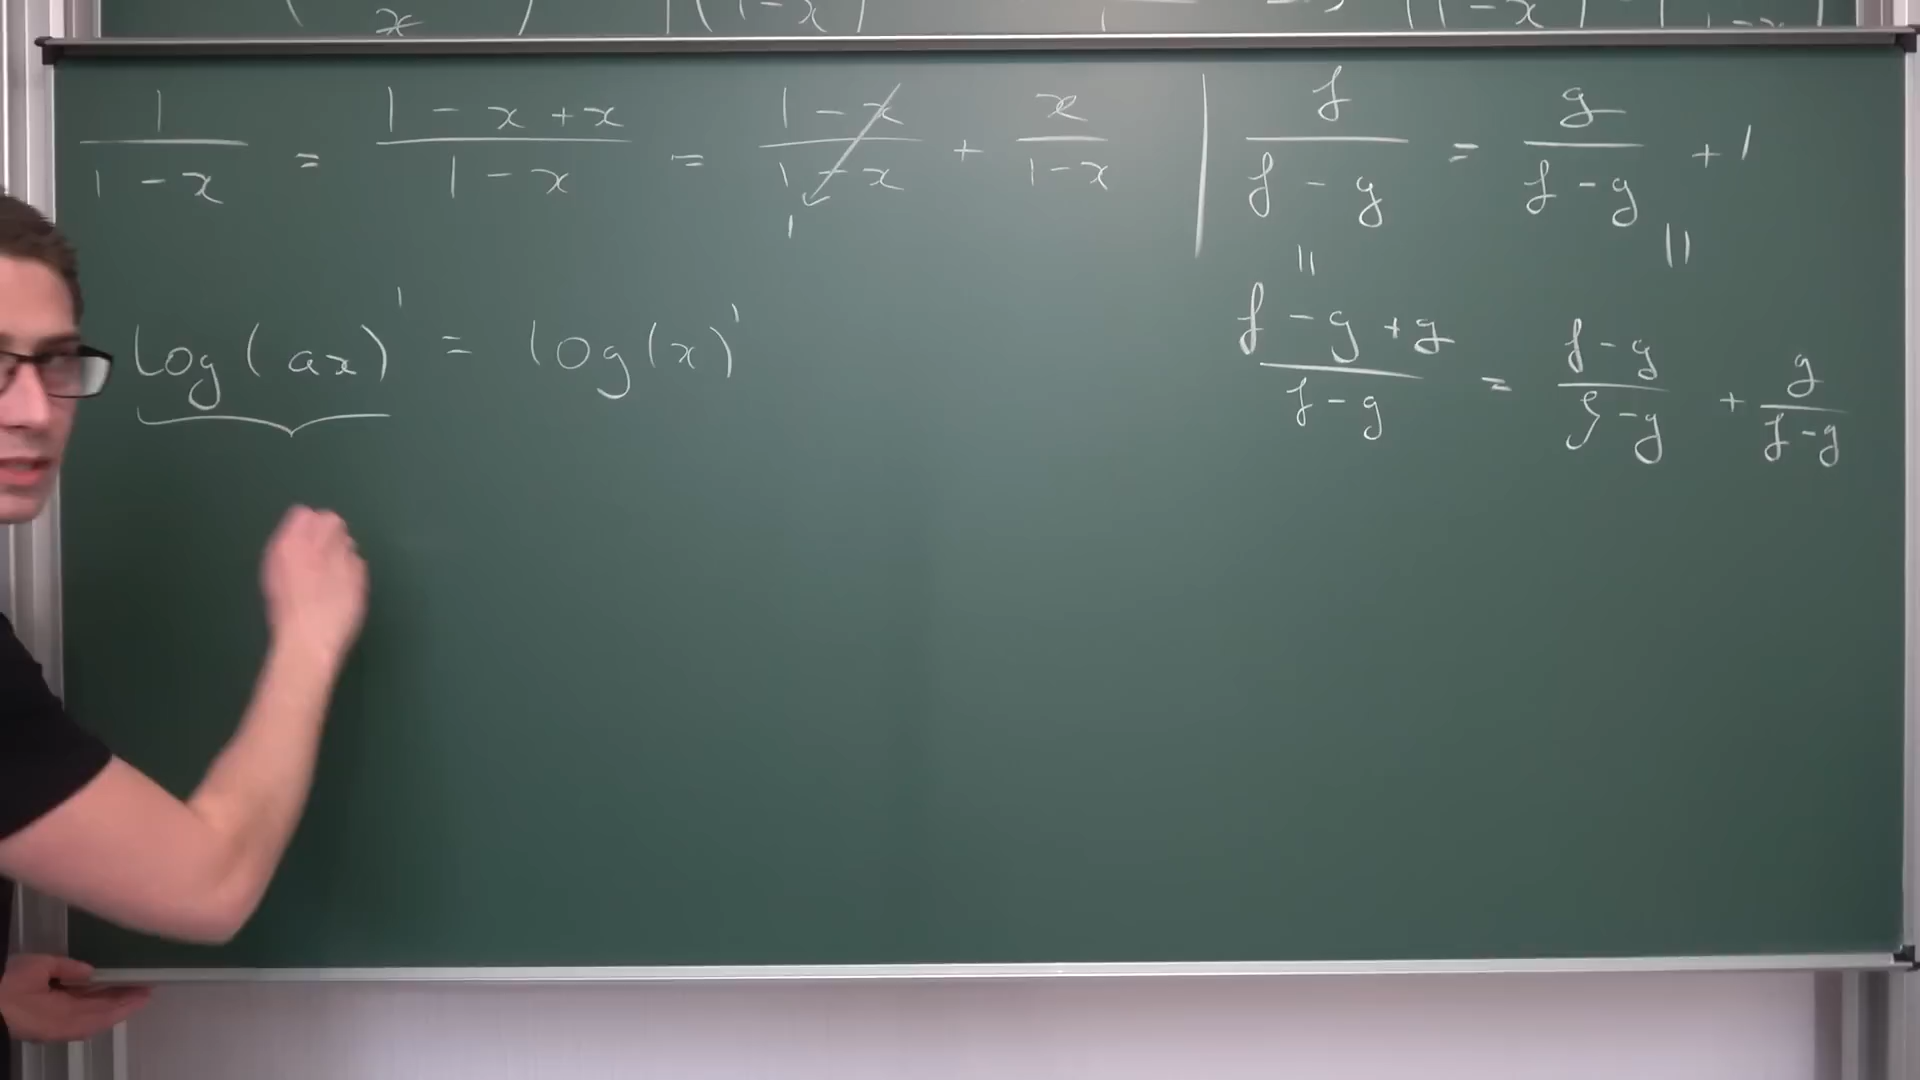 1/(1 - x) = (1 - x + x)/(1 - x) = (1 - x)/(1 - x) + x/(1 - x) | f/(f - g) = g/(f - g) + 1
1
|| ||
log(ax)' = log(x)'
(f - g + g)/(f - g) = (f - g)/(f - g) + g/(f - g)